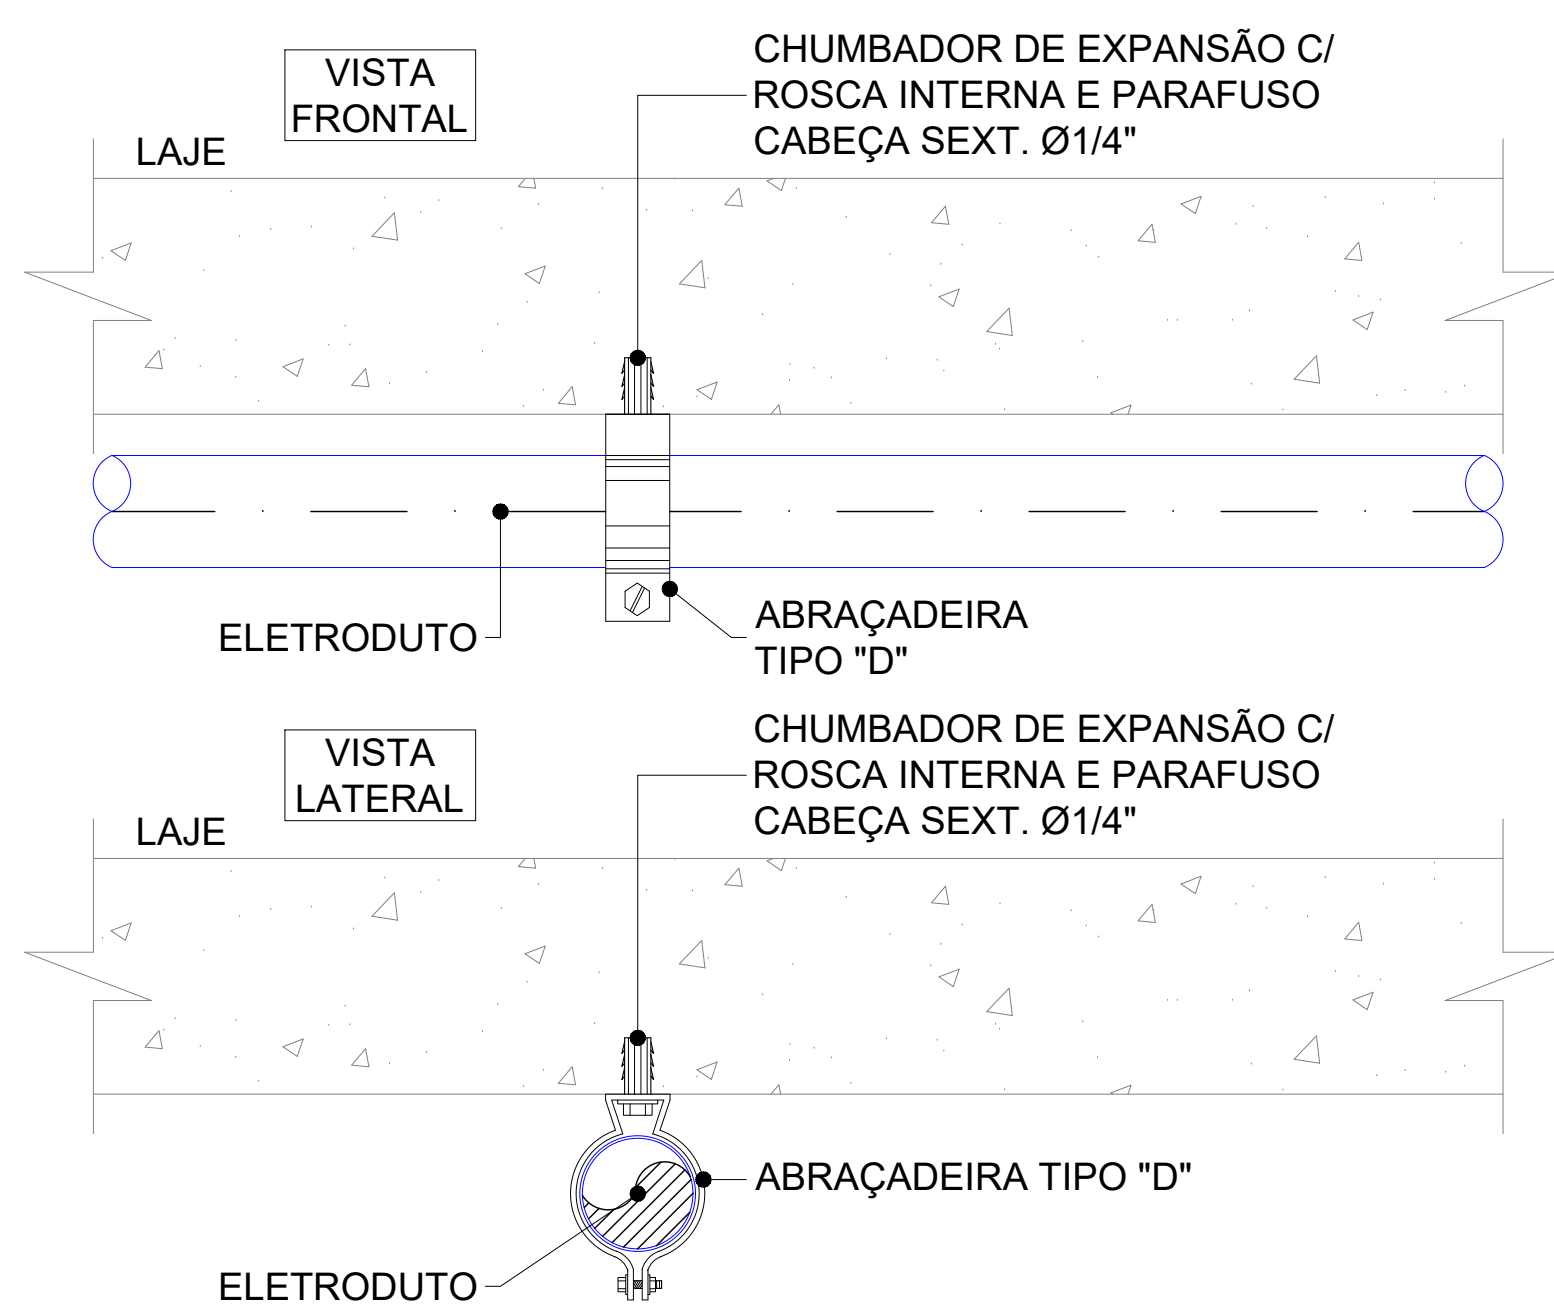 VISTA
FRONTAL
CHUMBADOR DE EXPANSÃO C/
ROSCA INTERNA E PARAFUSO
CABEÇA SEXT. Ø1/4"
LAJE
ELETRODUTO
ABRAÇADEIRA
TIPO "D"
VISTA
LATERAL
CHUMBADOR DE EXPANSÃO C/
ROSCA INTERNA E PARAFUSO
CABEÇA SEXT. Ø1/4"
LAJE
ABRAÇADEIRA TIPO "D"
ELETRODUTO